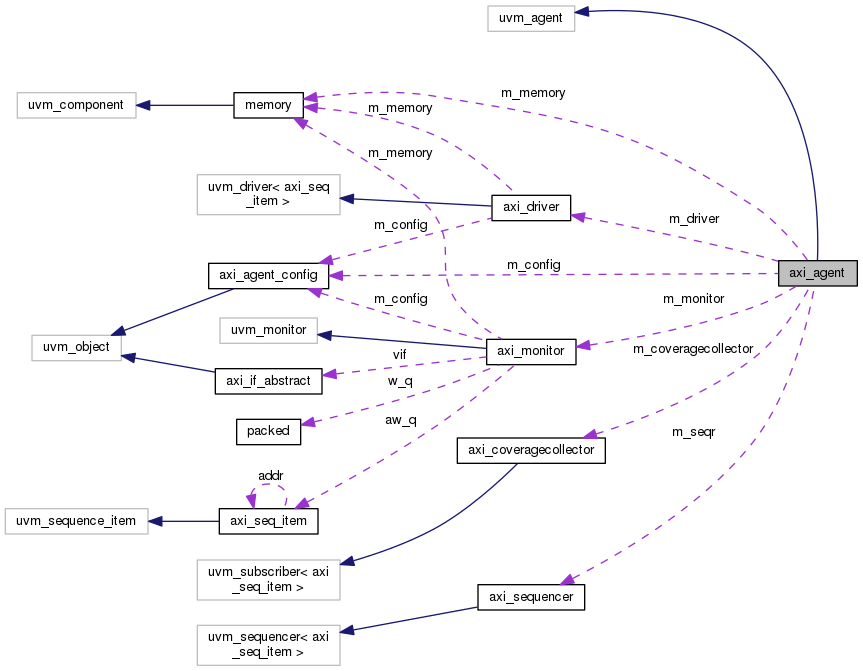 uvm_agent
m_memory
uvm_component
memory
m_memory
m_memory
uvm_driver< axi_seq
_item >
axi_driver
m_driver
m_config
m_config
axi_agent_config
axi_agent
m_config
m_monitor
uvm_monitor
uvm_object
vif
axi_monitor
m_coveragecollector
axi_if_abstract
w_q
packed
aw_q
m_seqr
axi_coveragecollector
addr
uvm_sequence_item
axi_seq_item
uvm_subscriber< axi
_seq_item >
axi_sequencer
uvm_sequencer< axi
_seq_item >